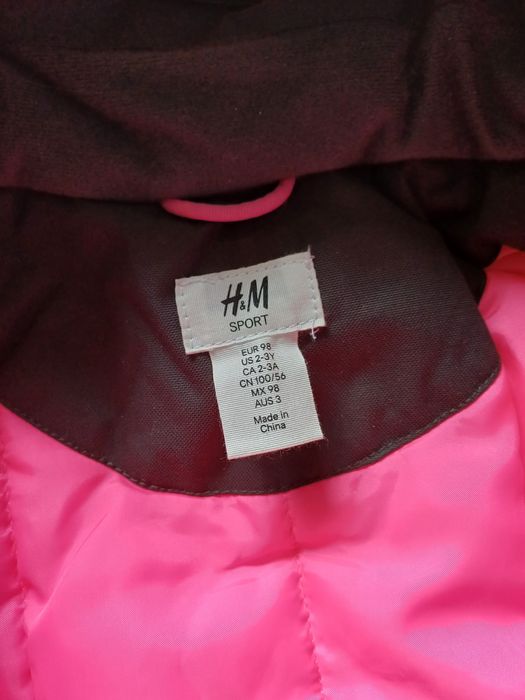 H&M
SPORT
EUR 98
US 2-3Y
CA 2-3A
CN 100/56
MX 98
AUS 3
Made in
China